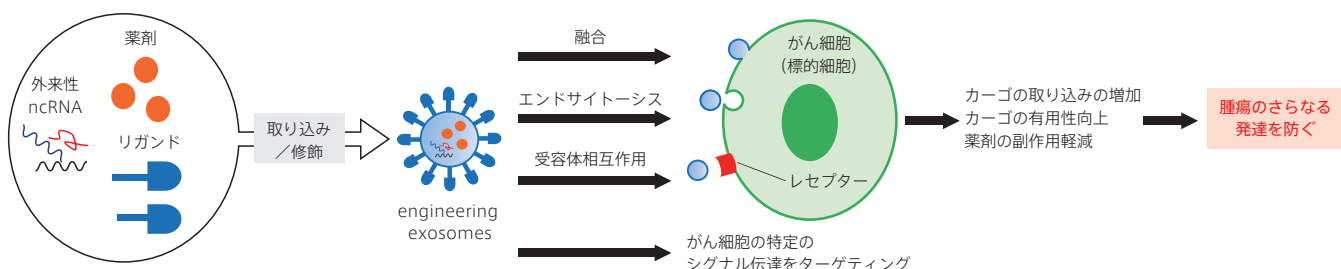 薬剤
外来性
ncRNA
リガンド
取り込み
／修飾
engineering
exosomes
融合
エンドサイトーシス
受容体相互作用
がん細胞の特定の
シグナル伝達をターゲティング
がん細胞
（標的細胞）
レセプター
カーゴの取り込みの増加
カーゴの有用性向上
薬剤の副作用軽減
腫瘍のさらなる
発達を防ぐ